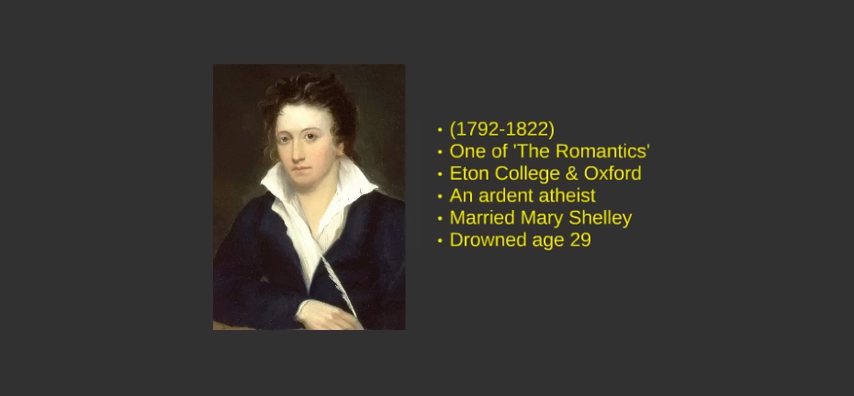 • (1792-1822)
• One of 'The Romantics'
• Eton College & Oxford
• An ardent atheist
• Married Mary Shelley
• Drowned age 29